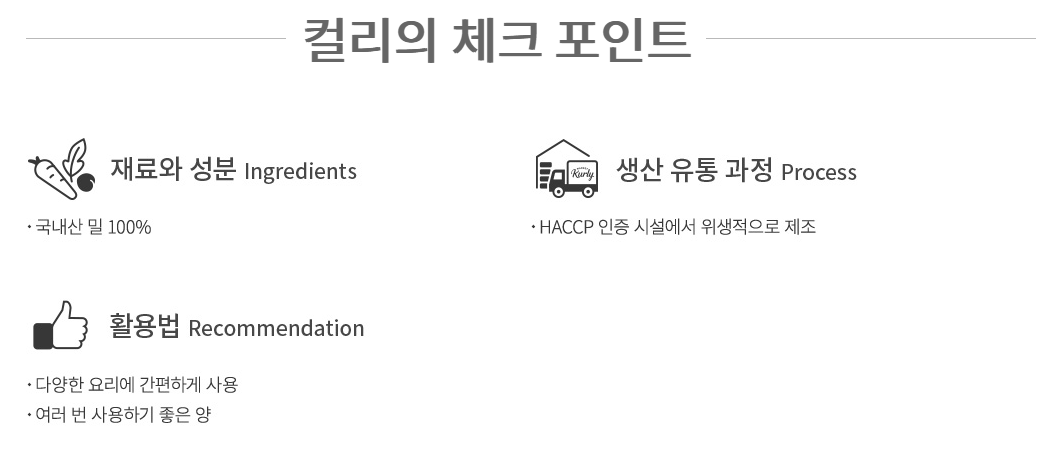 컬리의 체크 포인트
재료와 성분 Ingredients
· 국내산 밀 100%
Kurly
생산 유통 과정 Process
· HACCP 인증 시설에서 위생적으로 제조
활용법 Recommendation
· 다양한 요리에 간편하게 사용
· 여러 번 사용하기 좋은 양